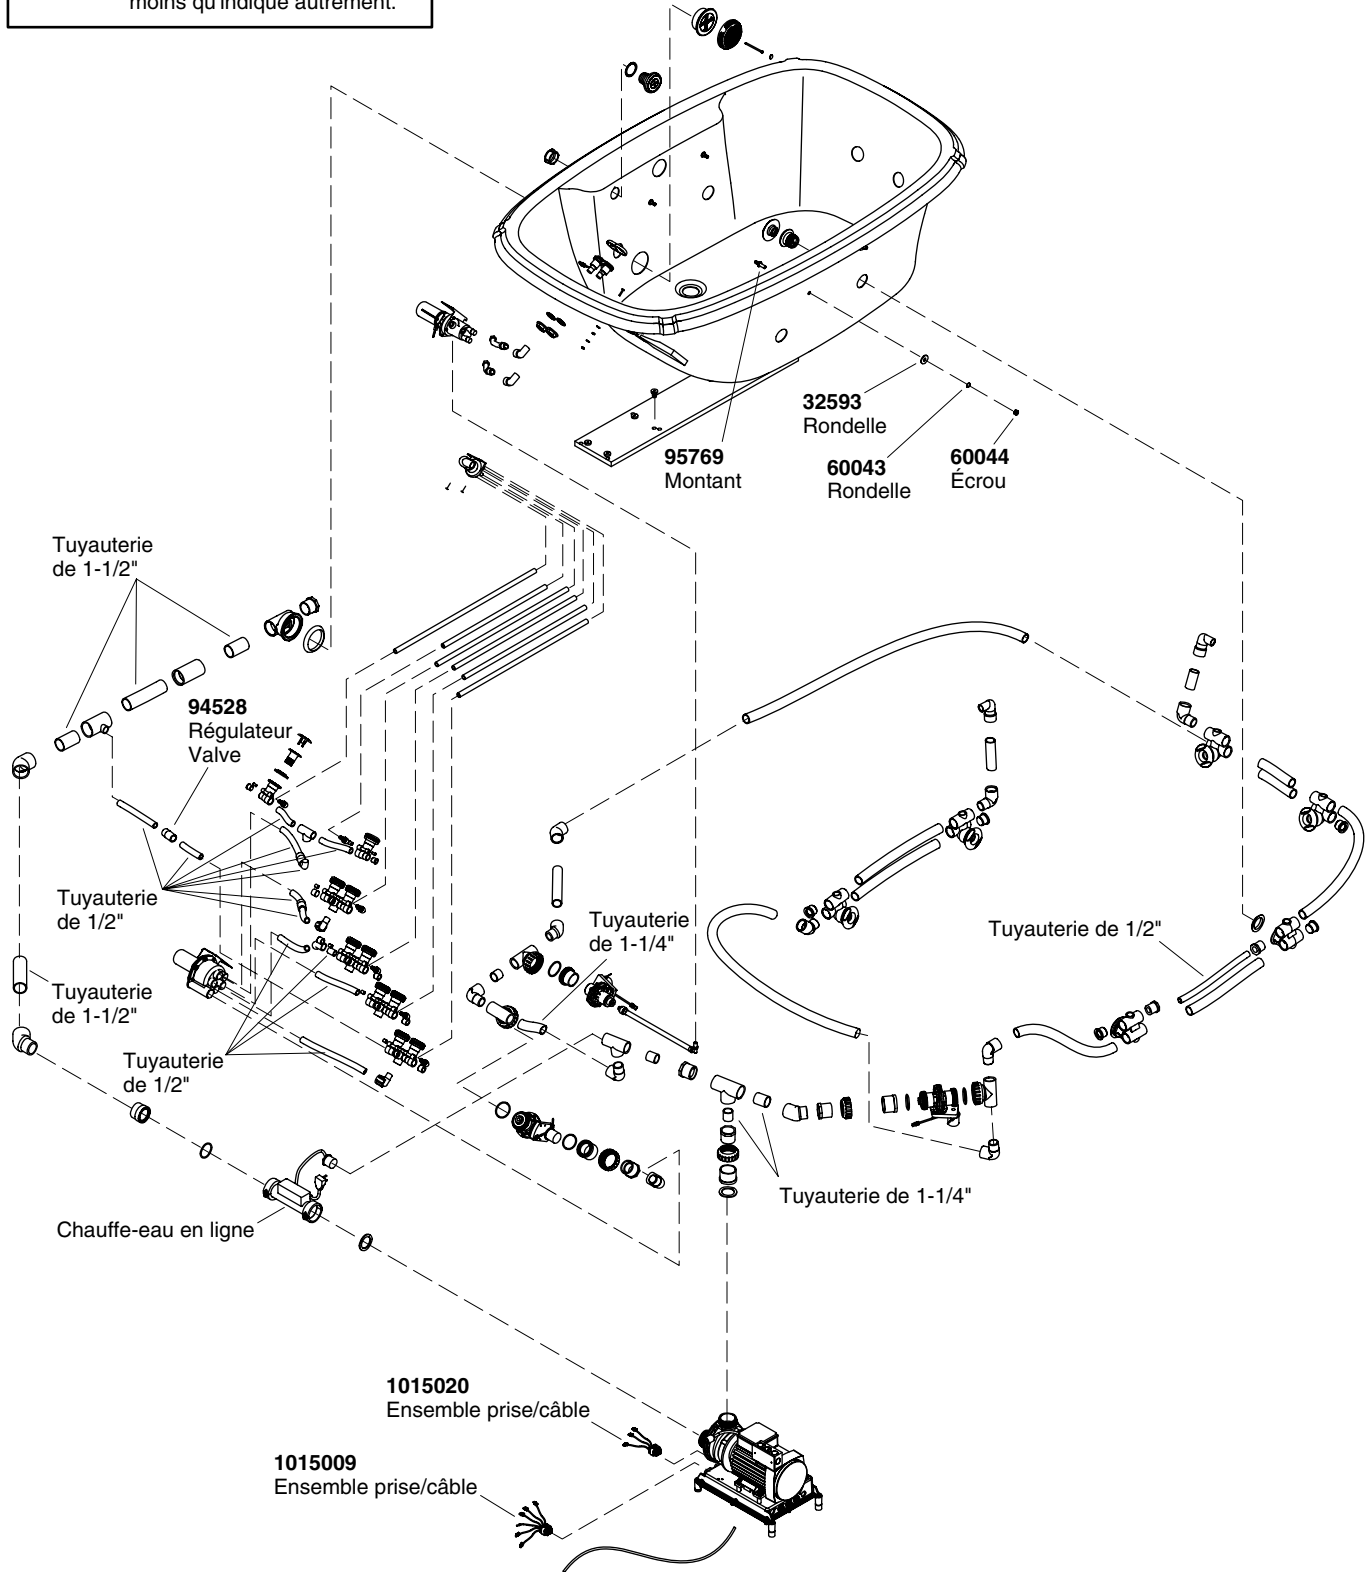 moins qu'indiqué autrement.
32593
Rondelle
95769
Montant
60043
Rondelle
60044
Écrou
Tuyauterie
de 1-1/2"
94528
Régulateur
Valve
Tuyauterie
de 1/2"
Tuyauterie
de 1-1/4"
Tuyauterie de 1/2"
Tuyauterie
de 1-1/2"
Tuyauterie
de 1/2"
Tuyauterie de 1-1/4"
Chauffe-eau en ligne
1015020
Ensemble prise/câble
1015009
Ensemble prise/câble